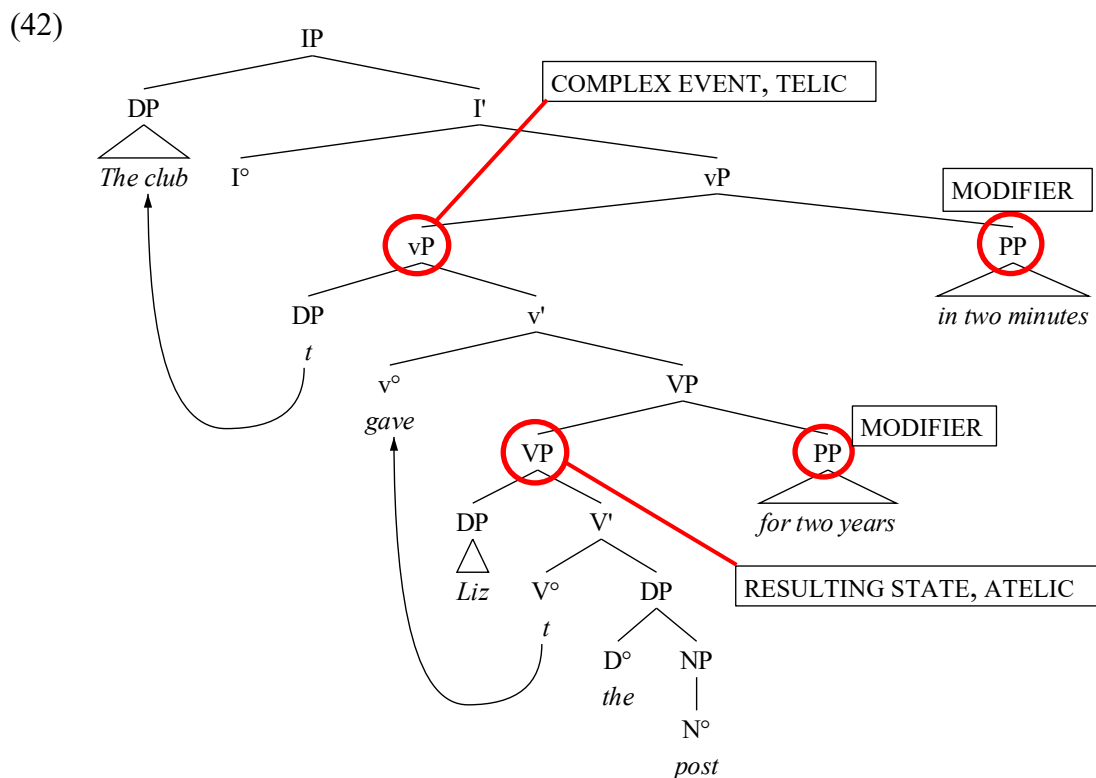 (42)
IP
COMPLEX EVENT, TELIC
DP I'
The club I° vP
MODIFIER
vP PP
DP v' in two minutes
t
v° VP
gave
MODIFIER
VP PP
DP V' for two years
Liz V° DP
RESULTING STATE, ATELIC
t
D° NP
the
N°
post